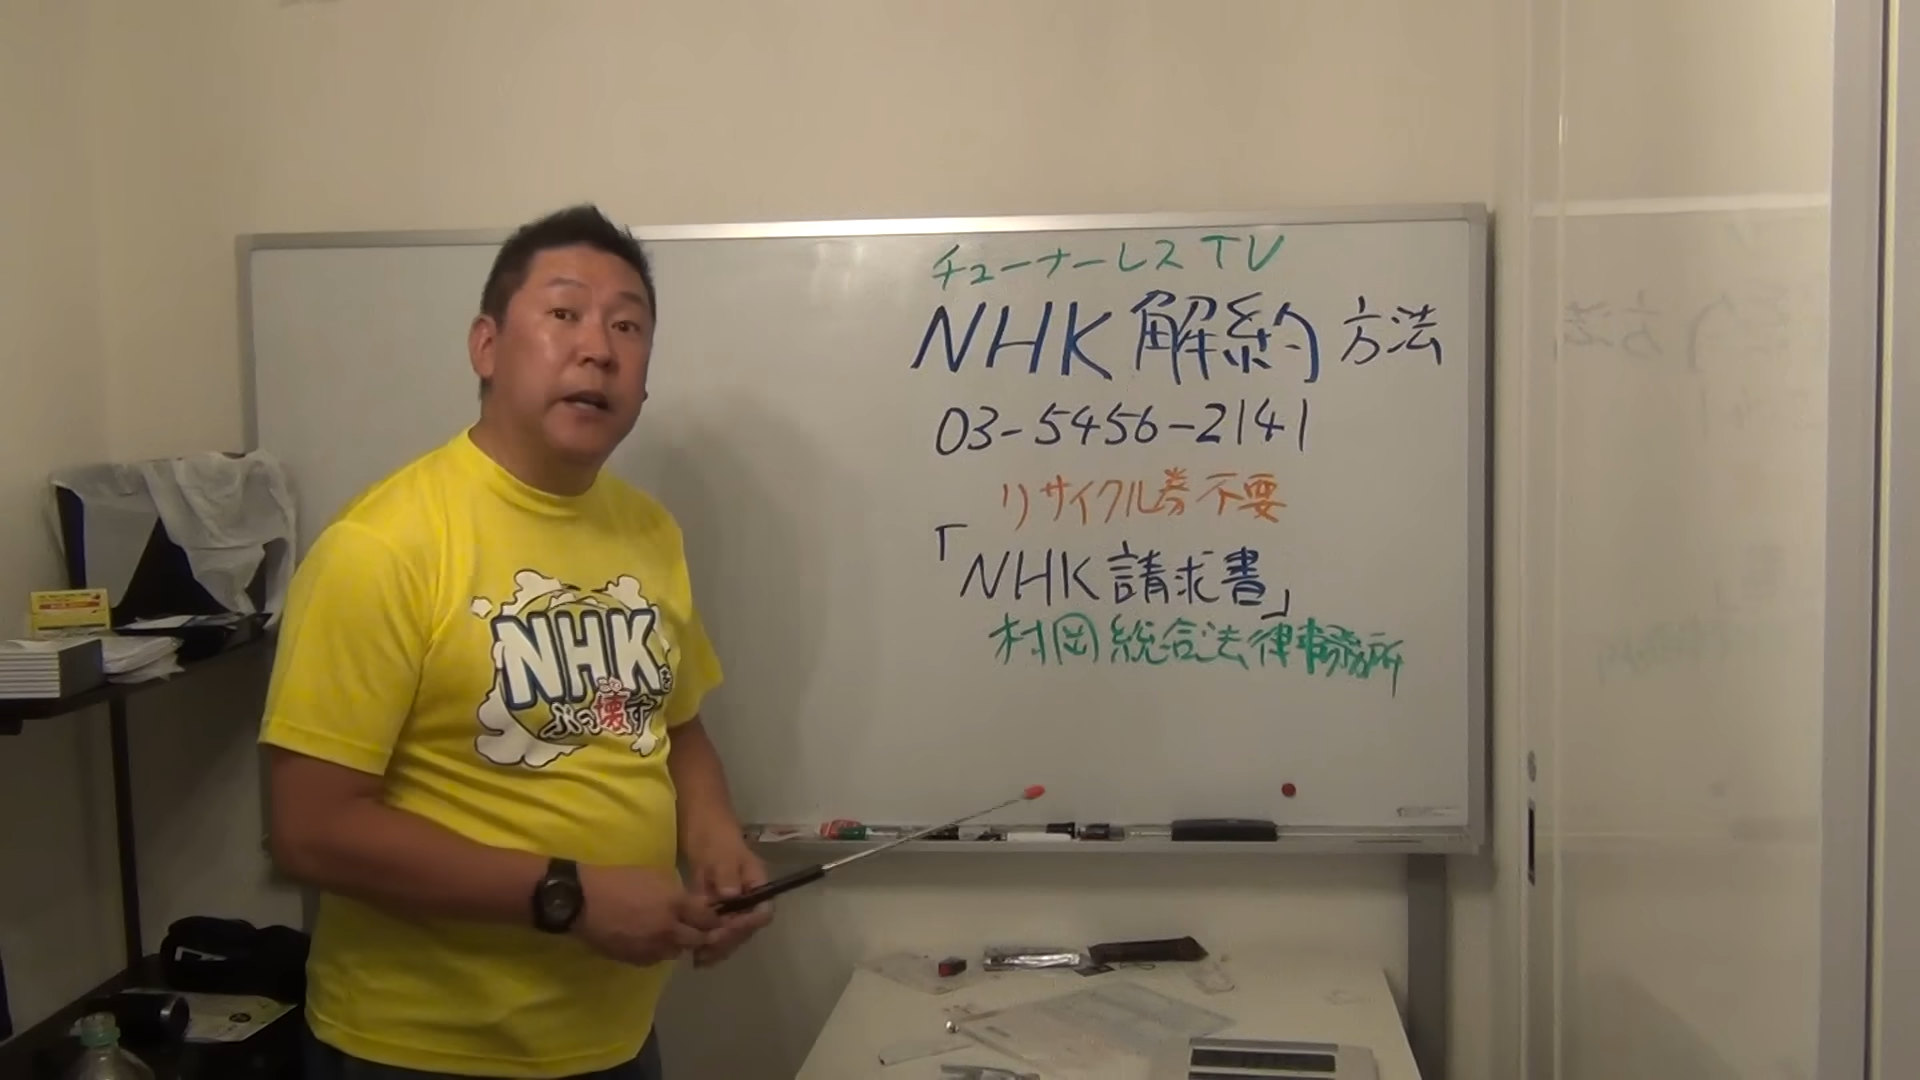 チューナーレスTV
NHK解約方法
03-5456-2141
リサイクル券不要
「NHK請求書」
村岡総合法律事務所
NHKを
ぶっ壊す